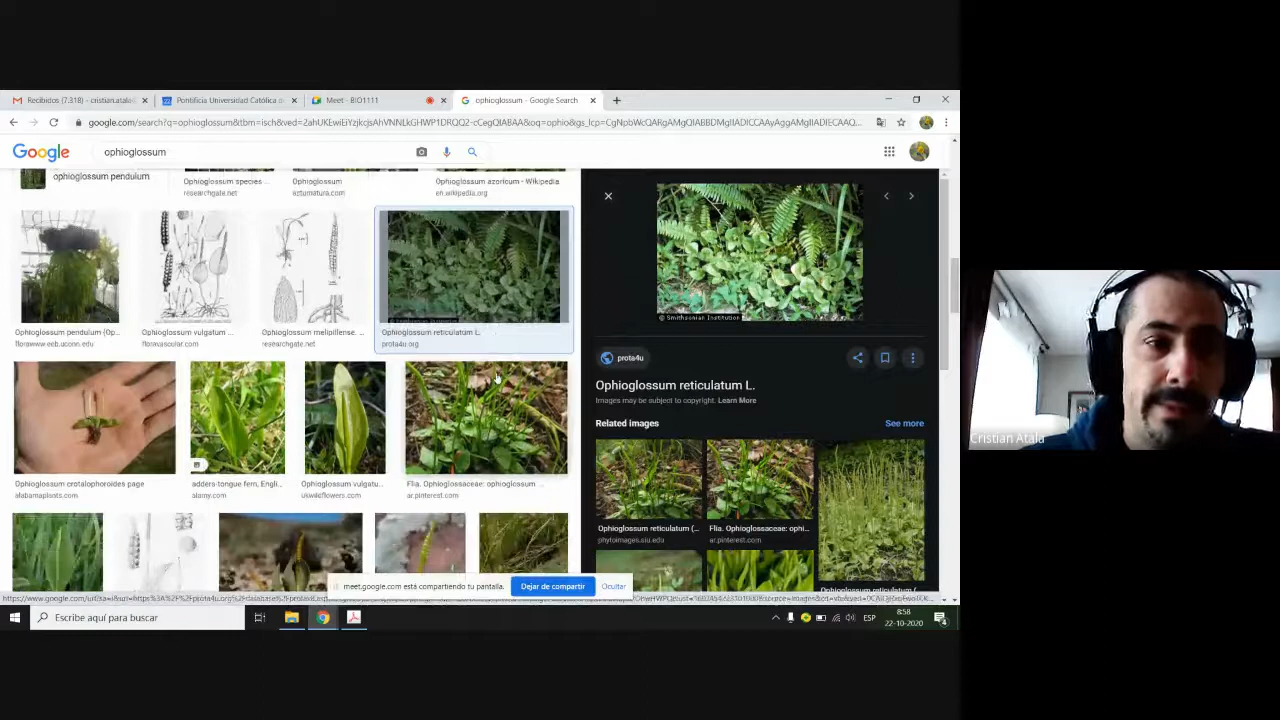 Recibidos (7.318) - cristian.atala
Pontificia Universidad Católica d
Meet - BIO1111
ophioglossum - Google Search
Google
ophioglossum
ophioglossum pendulum
Ophioglossum species ...
researchgate.net
Ophioglossum
aztumatura.com
Ophioglossum azoricum - Wikipedia
en.wikipedia.org
© Smithsonian Institution
Ophioglossum pendulum (Op...
florawww.eeb.uconn.edu
Ophioglossum vulgatum ...
floravascular.com
Ophioglossum melipillense. ...
researchgate.net
Ophioglossum reticulatum L.
prota4u.org
Ophioglossum crotalophoroides page
alabamaplants.com
adders-tongue fern, Engli...
alamy.com
Ophioglossum vulgatu...
uswildflowers.com
Flia. Ophioglossaceae: ophioglossum ...
ar.pinterest.com
© Smithsonian Institution
prota4u
Ophioglossum reticulatum L.
Images may be subject to copyright. Learn More
Related images
See more
Ophioglossum reticulatum (...
phytoimages.siu.edu
Flia. Ophioglossaceae: ophi...
ar.pinterest.com
Ophioglossum reticulatum (
meet.google.com está compartiendo tu pantalla.
Dejar de compartir
Ocultar
Escribe aquí para buscar
ESP
8:58
22-10-2020
Cristian Atala